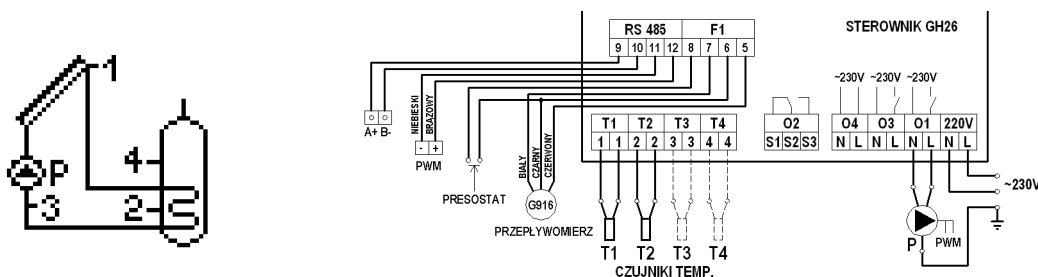 1
4
P
3
2
STEROWNIK GH26
RS 485 F1
9 10 11 12 8 7 6 5
A+ B-
NIEBIESKI
BRAZOWY
- +
PWM
PRESOSTAT
BIAŁY
CZARNY
CZERWONY
G916
PRZEPŁYWOMIERZ
T1 T2 T3 T4
1 1 2 2 3 3 4 4
T1 T2 T3 T4
CZUJNIKI TEMP.
~230V ~230V ~230V
O2 O4 O3 O1 220V
S1 S2 S3 N L N L N L N L
~230V
P
PWM